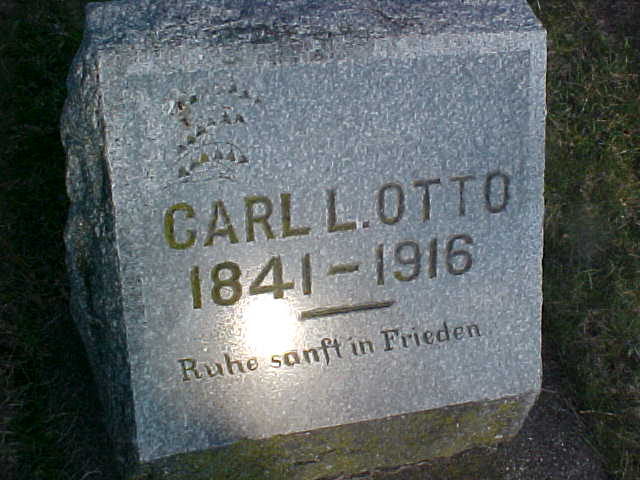 CARL L. OTTO
1841-1916
Ruhe sanft in Frieden